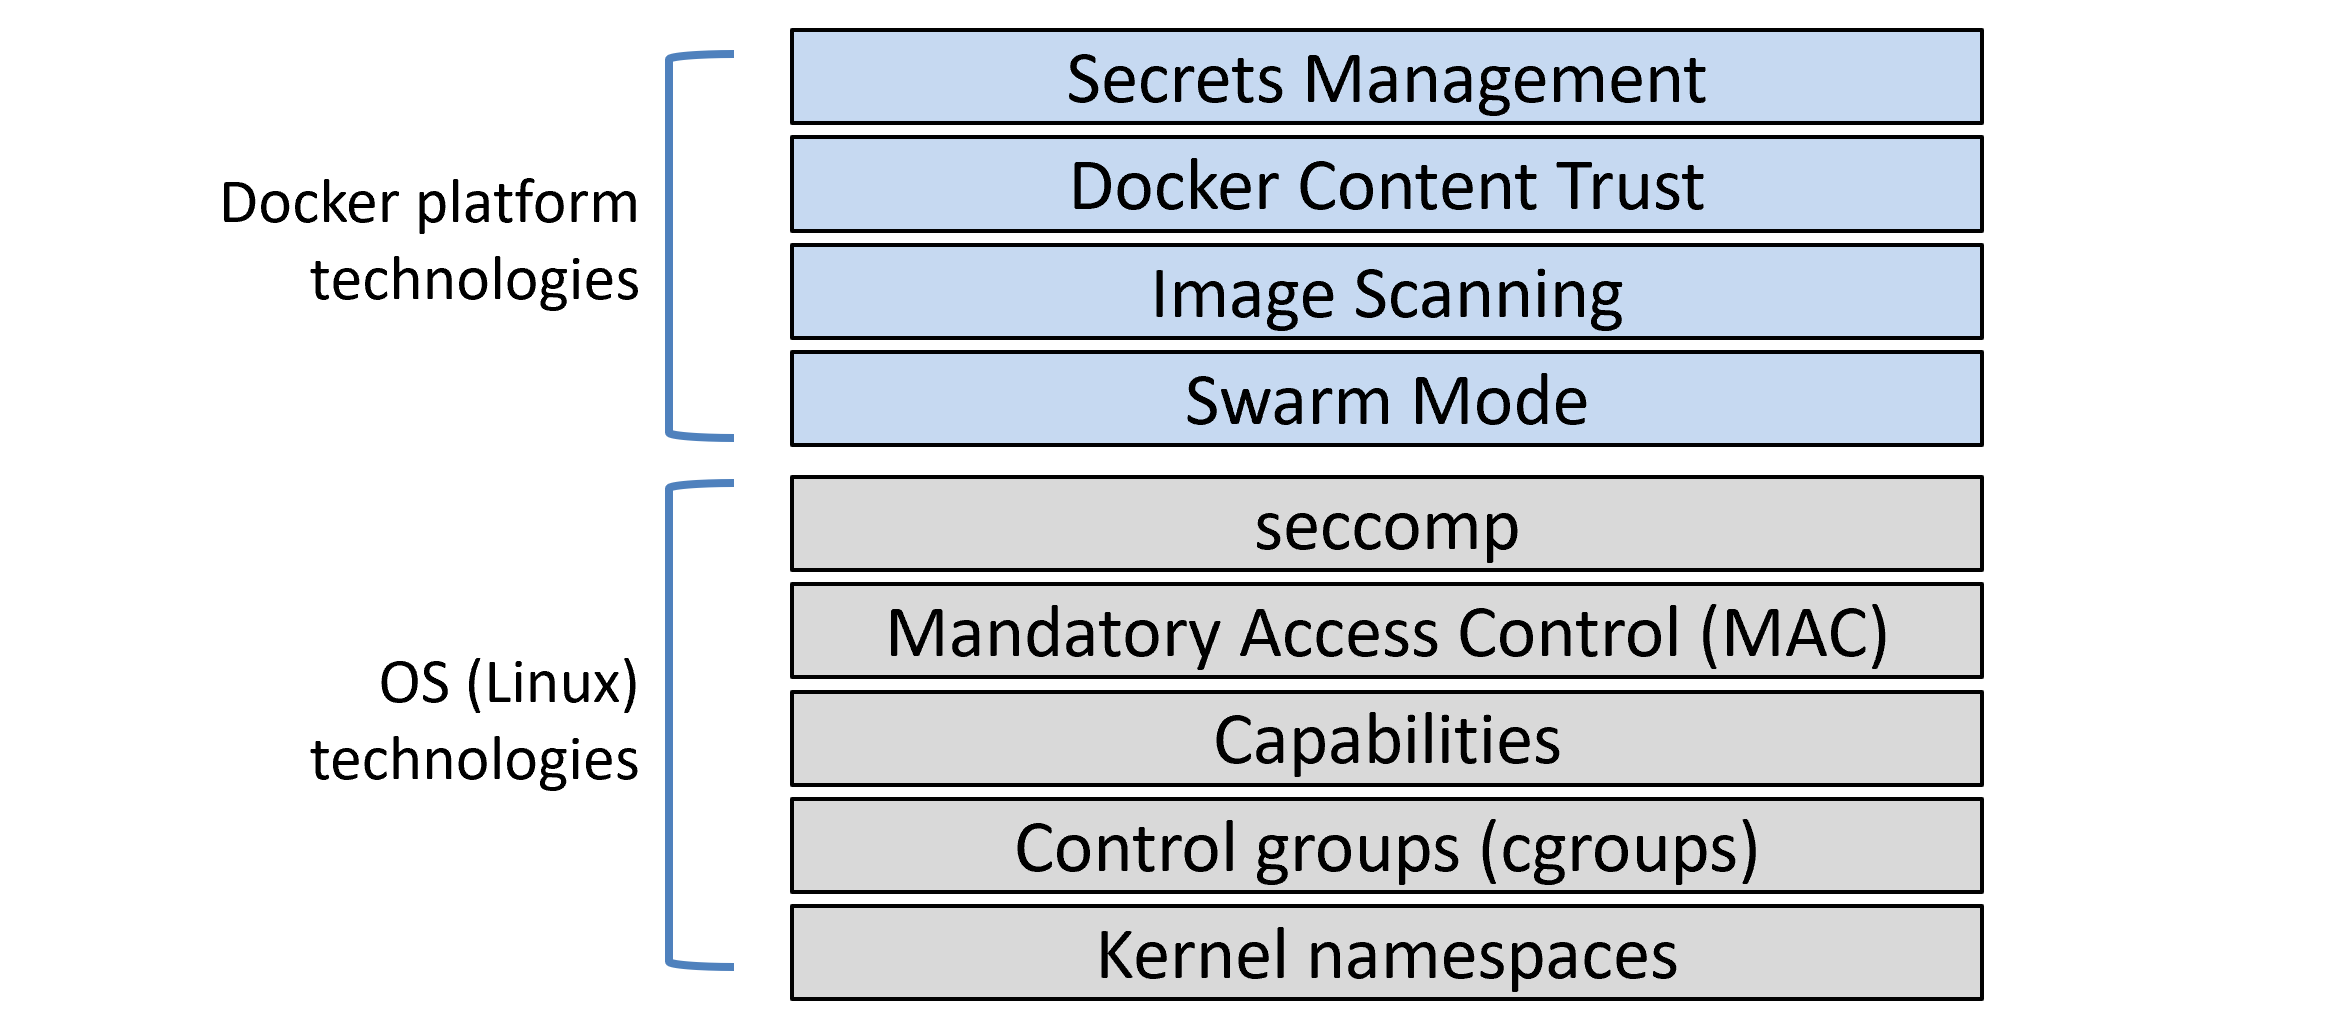 Secrets Management
Docker Content Trust
Image Scanning
Swarm Mode
Docker platform
technologies
seccomp
Mandatory Access Control (MAC)
Capabilities
Control groups (cgroups)
Kernel namespaces
OS (Linux)
technologies